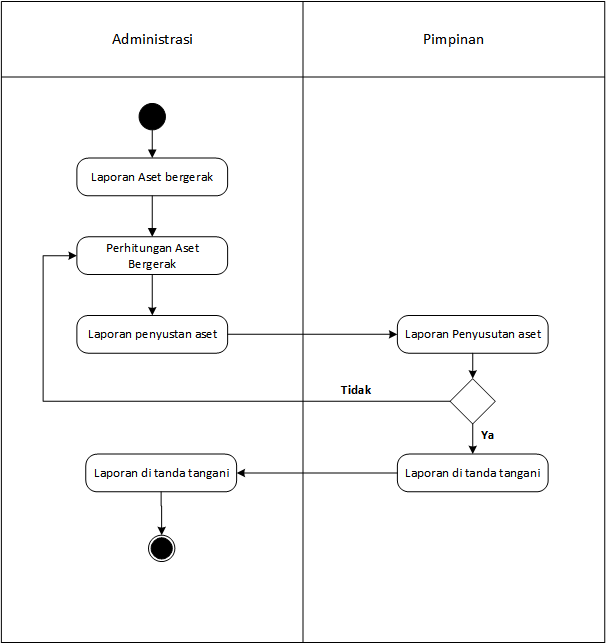 Administrasi
Pimpinan
Laporan Aset bergerak
Perhitungan Aset
Bergerak
Laporan penyustan aset
Laporan Penyusutan aset
Tidak
Ya
Laporan di tanda tangani
Laporan di tanda tangani